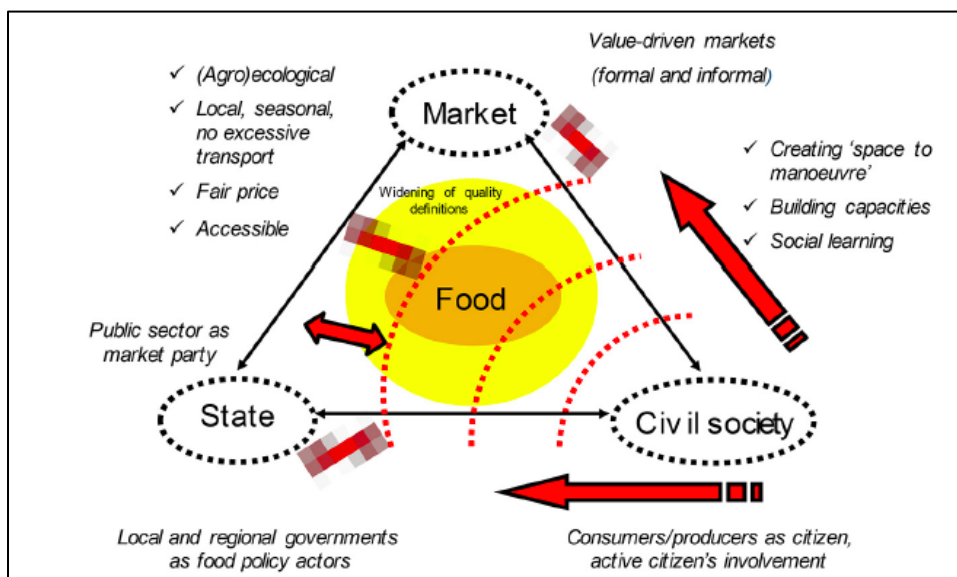 Value-driven markets
(formal and informal)
✓ (Agro)ecological
✓ Local, seasonal,
no excessive
transport
✓ Fair price
✓ Accessible
Market
✓ Creating 'space to
manoeuvre'
✓ Building capacities
✓ Social learning
Widening of quality
definitions
Food
Public sector as
market party
State
Civil society
Local and regional governments
as food policy actors
Consumers/producers as citizen,
active citizen's involvement